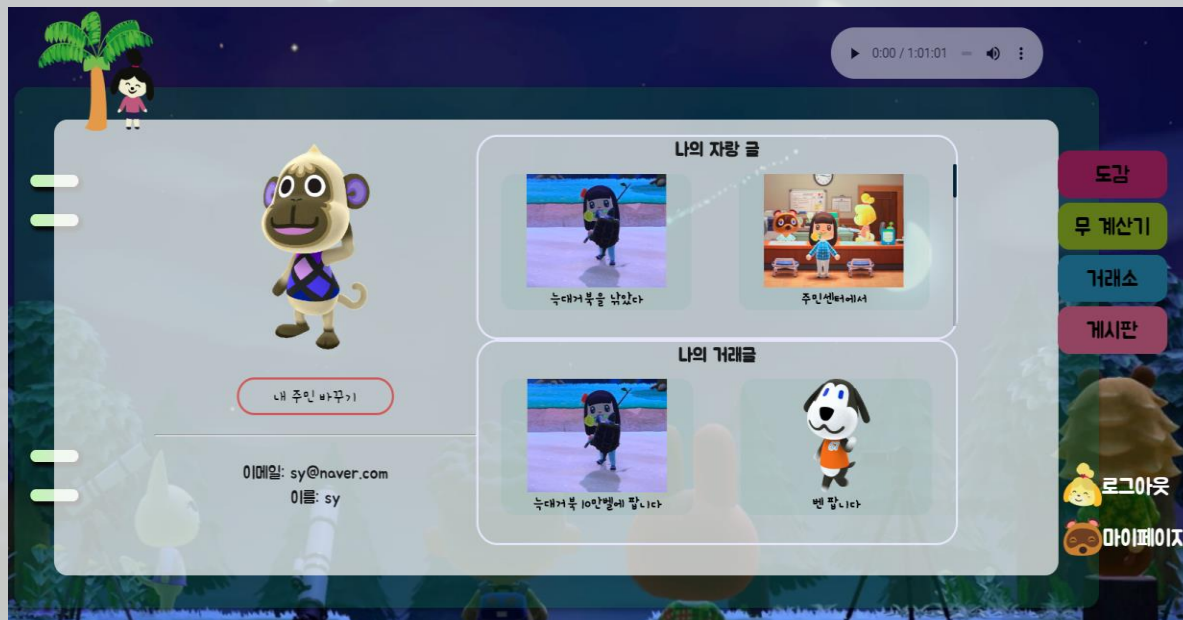 0:00 / 1:01:01
나의 자랑 글
늑대거북을 낚았다
주민센터에서
도감
무 계산기
거래소
게시판
나의 거래글
늑대거북 10만벨에 팝니다
벤 팝니다
내 주민 바꾸기
이메일: sy@naver.com
이름: sy
로그아웃
마이페이지